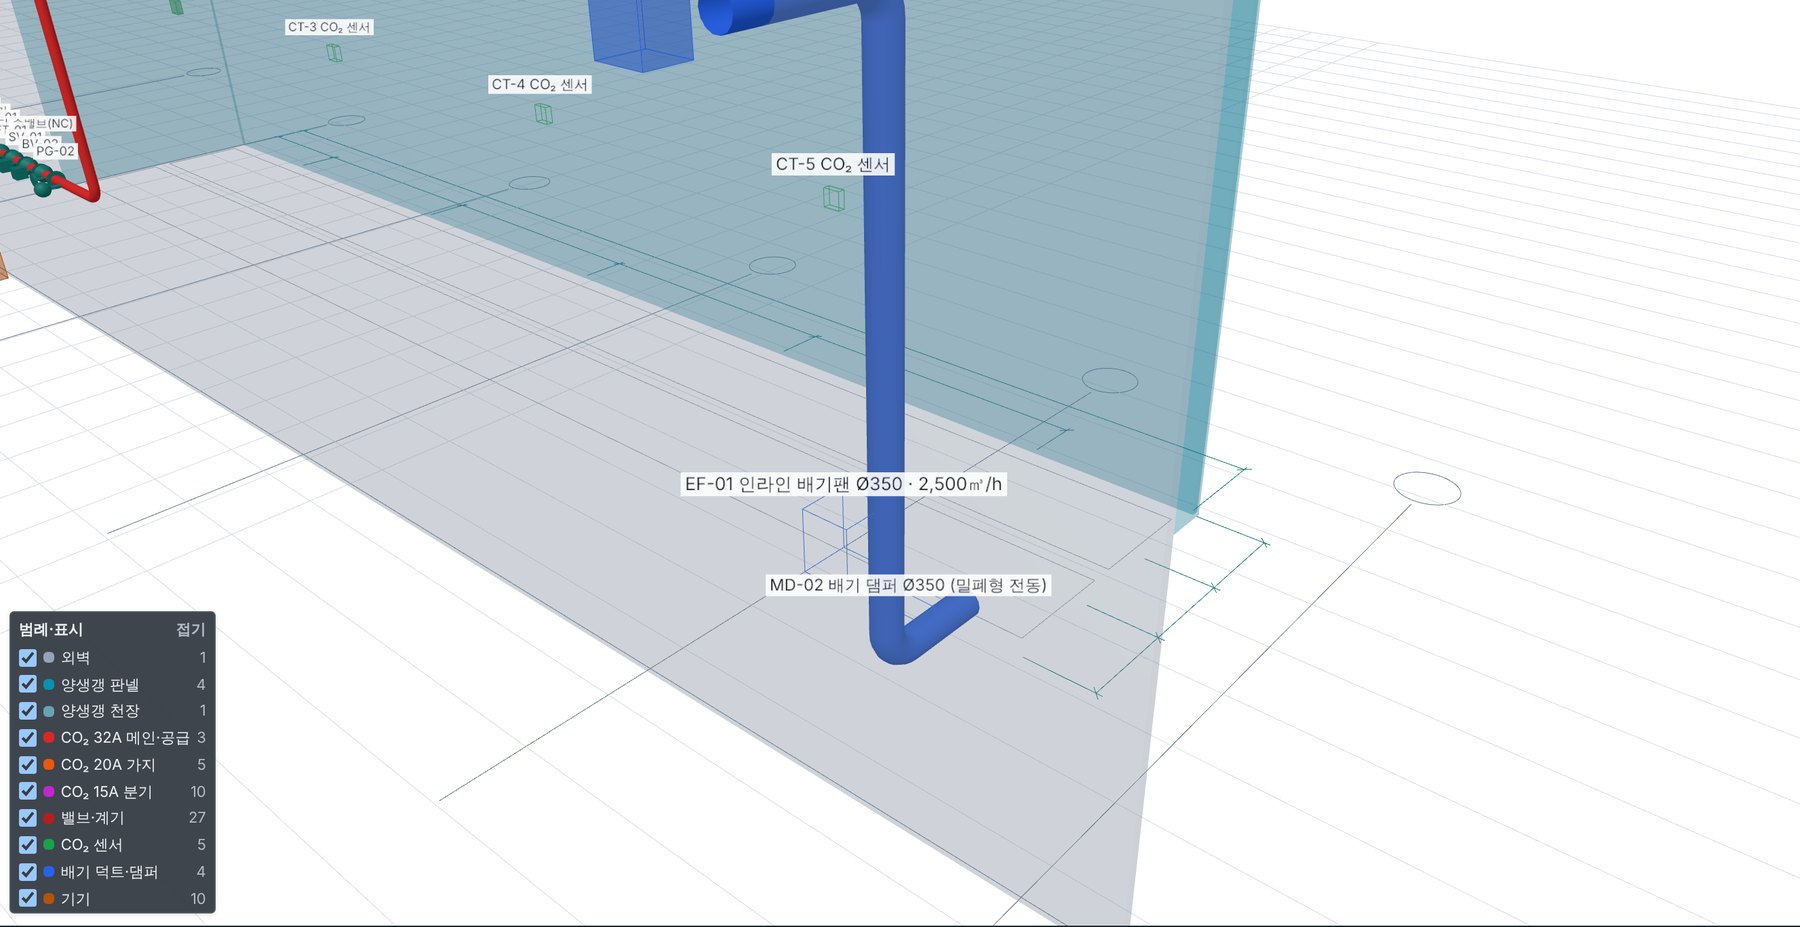 CT-3 CO₂ 센서
CT-4 CO₂ 센서
CT-5 CO₂ 센서
SV-01
BV-02
PG-02
EF-01 인라인 배기팬 Ø350 · 2,500㎥/h
MD-02 배기 댐퍼 Ø350 (밀폐형 전동)
범례·표시 접기
외벽 1
양생갱 판넬 4
양생갱 천장 1
CO₂ 32A 메인·공급 3
CO₂ 20A 가지 5
CO₂ 15A 분기 10
밸브·계기 27
CO₂ 센서 5
배기 덕트·댐퍼 4
기기 10